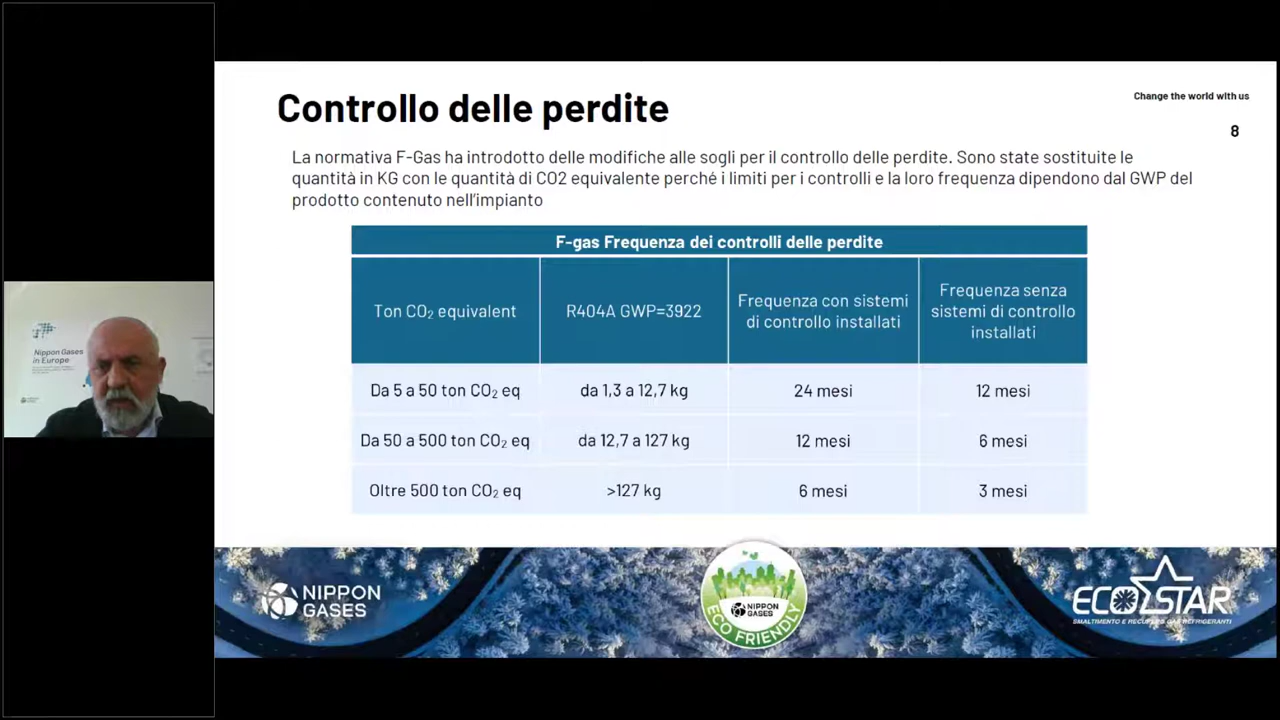 Controllo delle perdite
Change the world with us
8
La normativa F-Gas ha introdotto delle modifiche alle sogli per il controllo delle perdite. Sono state sostituite le
quantità in KG con le quantità di CO2 equivalente perché i limiti per i controlli e la loro frequenza dipendono dal GWP del
prodotto contenuto nell'impianto
F-gas Frequenza dei controlli delle perdite
Ton CO₂ equivalent
R404A GWP=3922
Frequenza con sistemi
di controllo installati
Frequenza senza
sistemi di controllo
installati
Da 5 a 50 ton CO₂ eq
da 1,3 a 12,7 kg
24 mesi
12 mesi
Da 50 a 500 ton CO₂ eq
da 12,7 a 127 kg
12 mesi
6 mesi
Oltre 500 ton CO₂ eq
>127 kg
6 mesi
3 mesi
Nippon Gases
in Europe
NIPPON
GASES
NIPPON
GASES
ECO FRIENDLY
ECO STAR
SMALTIMENTO E RECUPERO GAS REFRIGERANTI